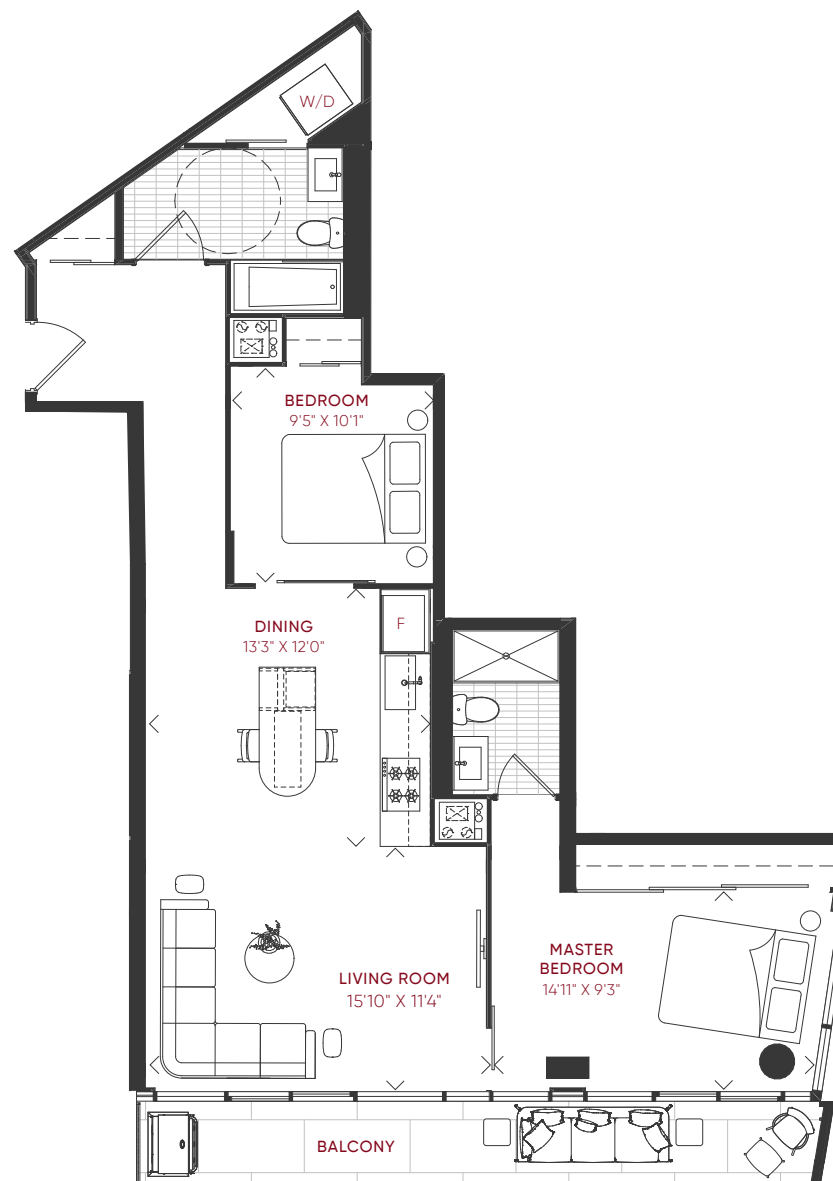 W/D
BEDROOM
9'5" X 10'1"
DINING
13'3" X 12'0"
F
LIVING ROOM
15'10" X 11'4"
MASTER
BEDROOM
14'11" X 9'3"
BALCONY